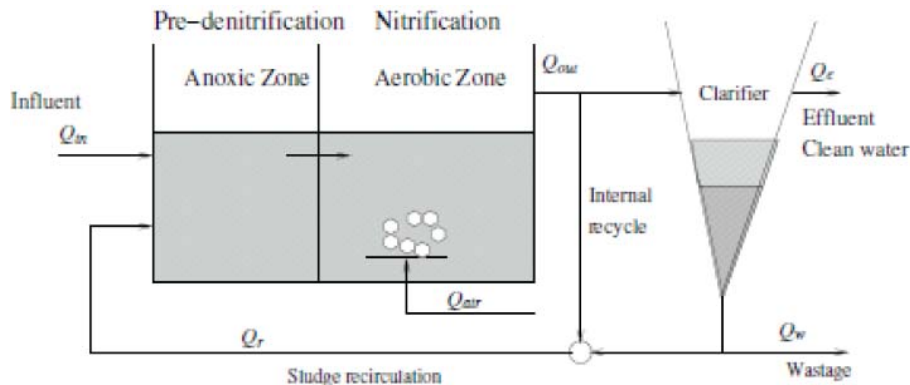 Pre-denitrification
Nitrification
Anoxic Zone
Aerobic Zone
Influent
Qin
Qout
Clarifier
Qe
Effluent
Clean water
Internal
recycle
Qair
Qr
Qw
Sludge recirculation
Wastage